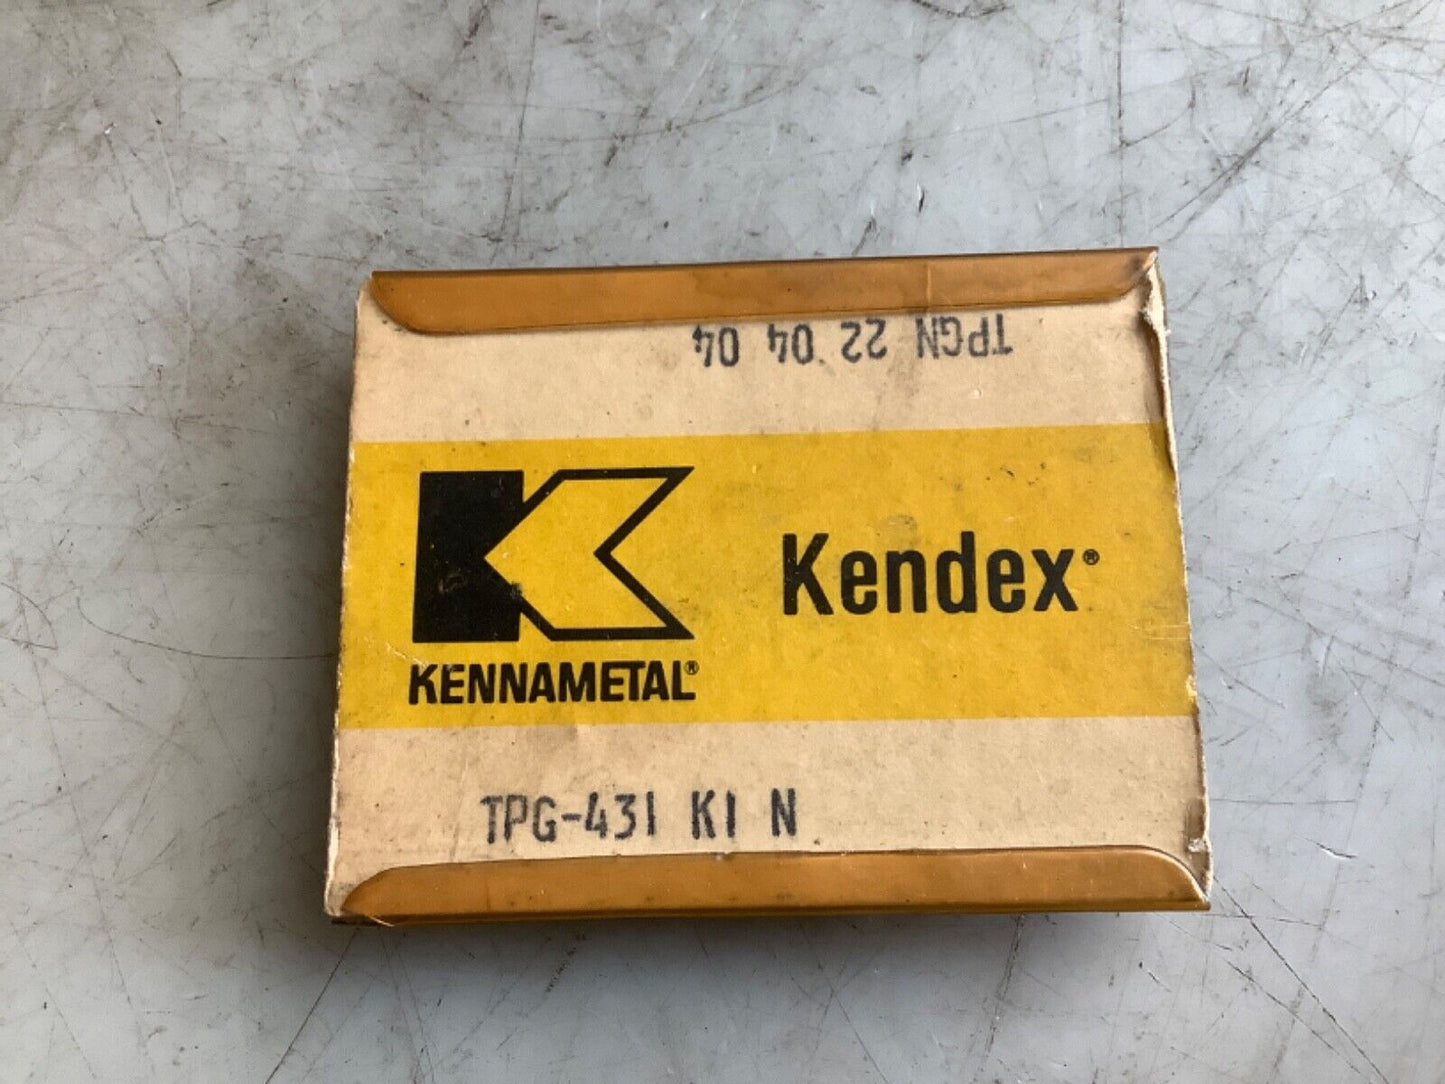 TPGN 22 04 04
KENNAMETAL®
Kendex®
TPG-431 K1 N